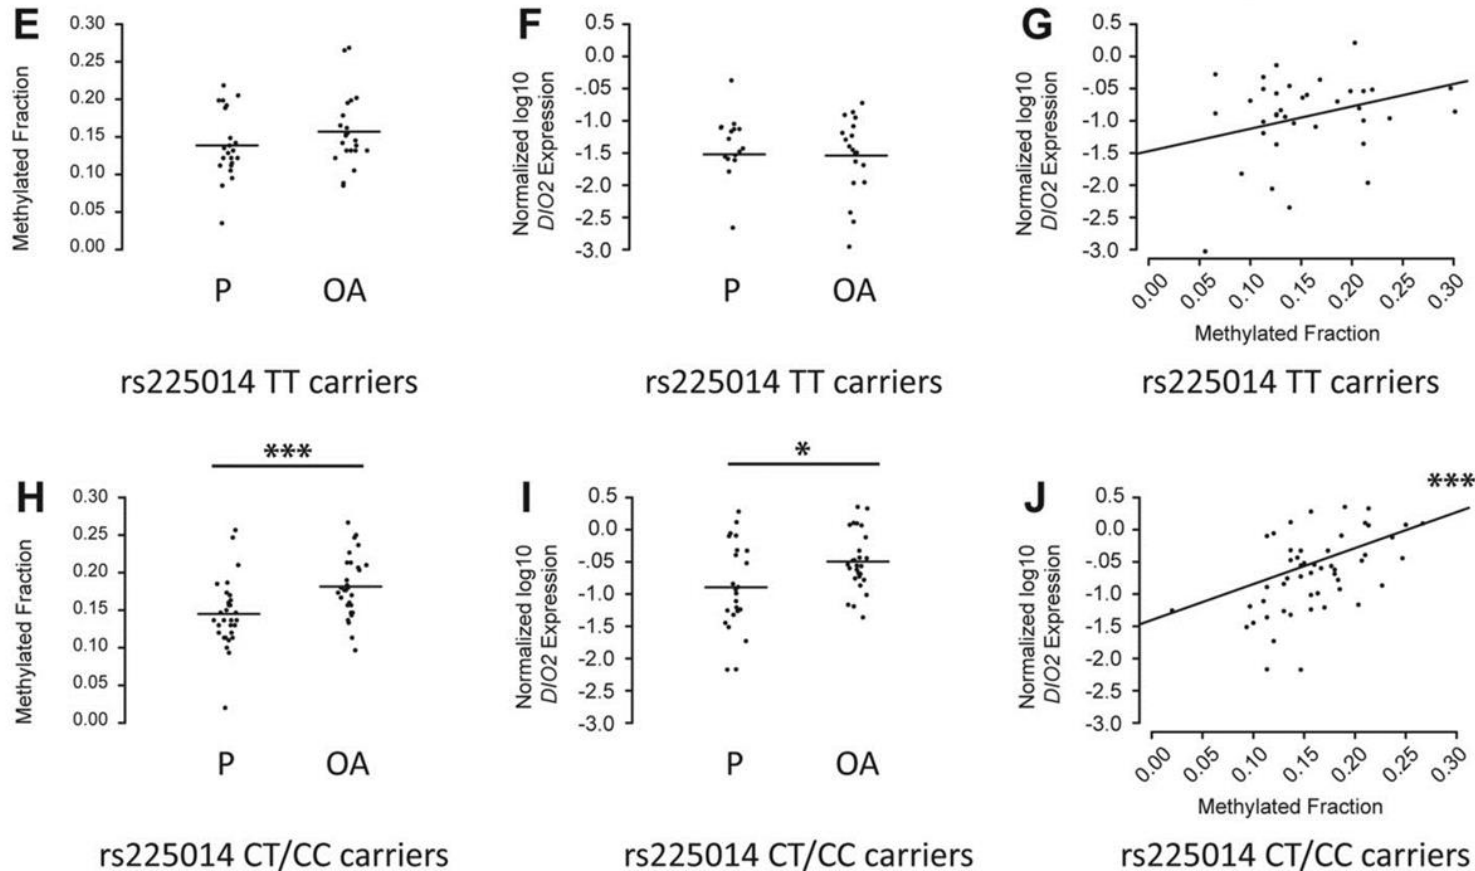 E
Methylated Fraction
0.30
0.25
0.20
0.15
0.10
0.05
0.00
P OA
rs225014 TT carriers
F
Normalized log10
DIO2 Expression
0.5
0.0
-.05
-1.0
-1.5
-2.0
-2.5
-3.0
P OA
rs225014 TT carriers
G
Normalized log10
DIO2 Expression
0.5
0.0
-.05
-1.0
-1.5
-2.0
-2.5
-3.0
0.00 0.05 0.10 0.15 0.20 0.25 0.30
Methylated Fraction
rs225014 TT carriers
H
***
Methylated Fraction
0.30
0.25
0.20
0.15
0.10
0.05
0.00
P OA
rs225014 CT/CC carriers
I
*
Normalized log10
DIO2 Expression
0.5
0.0
-.05
-1.0
-1.5
-2.0
-2.5
-3.0
P OA
rs225014 CT/CC carriers
J
***
Normalized log10
DIO2 Expression
0.5
0.0
-.05
-1.0
-1.5
-2.0
-2.5
-3.0
0.00 0.05 0.10 0.15 0.20 0.25 0.30
Methylated Fraction
rs225014 CT/CC carriers